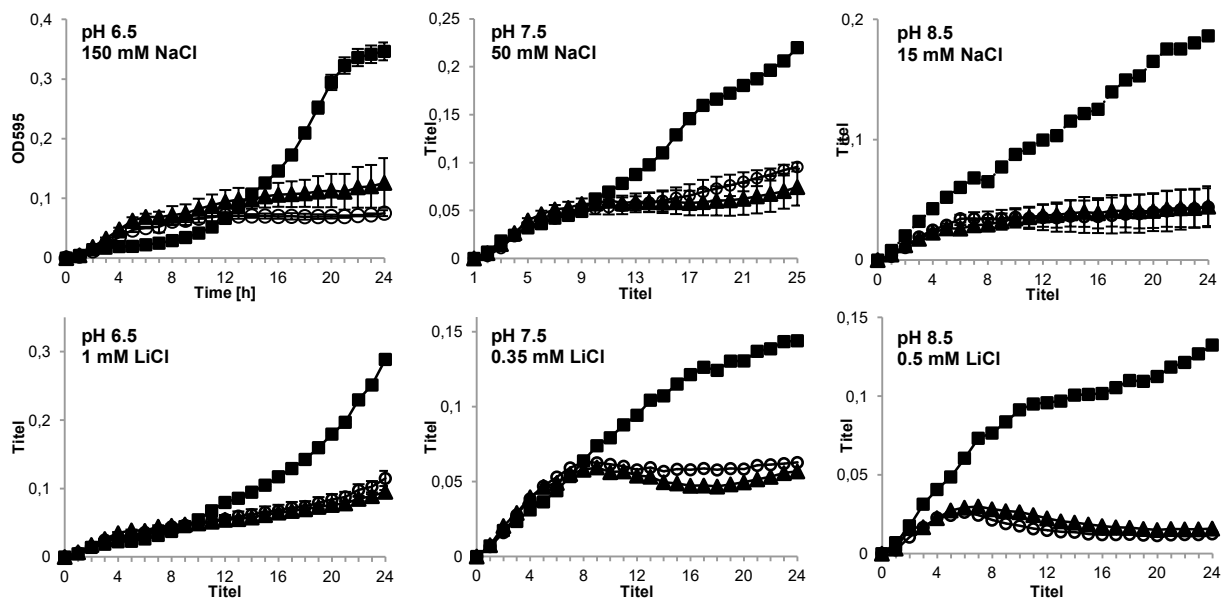 pH 6.5
150 mM NaCl
OD595
0,4
0,3
0,2
0,1
0
0 4 8 12 16 20 24
Time [h]
pH 7.5
50 mM NaCl
Titel
0,25
0,2
0,15
0,1
0,05
0
1 5 9 13 17 21 25
Titel
pH 8.5
15 mM NaCl
Titel
0,2
0,1
0
0 4 8 12 16 20 24
Titel
pH 6.5
1 mM LiCl
Titel
0,3
0,2
0,1
0
0 4 8 12 16 20 24
Titel
pH 7.5
0.35 mM LiCl
Titel
0,15
0,1
0,05
0
0 4 8 12 16 20 24
Titel
pH 8.5
0.5 mM LiCl
Titel
0,15
0,1
0,05
0
0 4 8 12 16 20 24
Titel